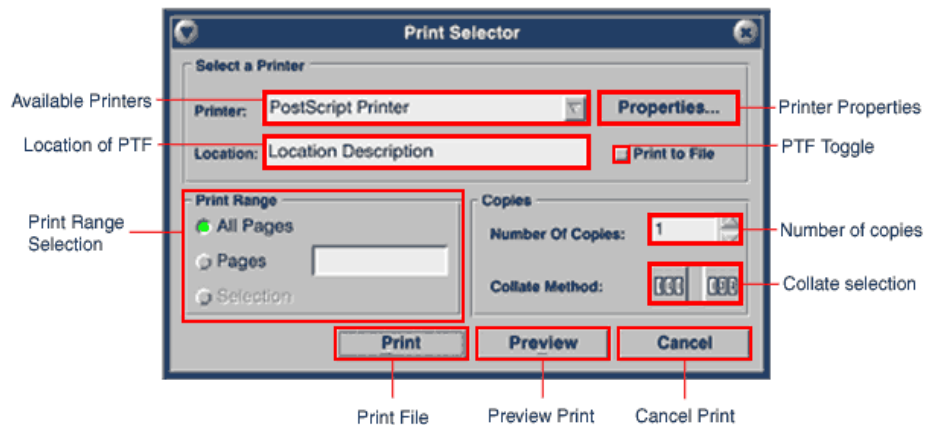 Print Selector
Select a Printer
Available Printers
Printer:
PostScript Printer
Properties...
Printer Properties
Location of PTF
Location:
Location Description
Print to File
PTF Toggle
Print Range
Copies
Print Range
Selection
All Pages
Number Of Copies:
1
Number of copies
Pages
Collate Method:
Collate selection
Selection
Print
Preview
Cancel
Print File
Preview Print
Cancel Print